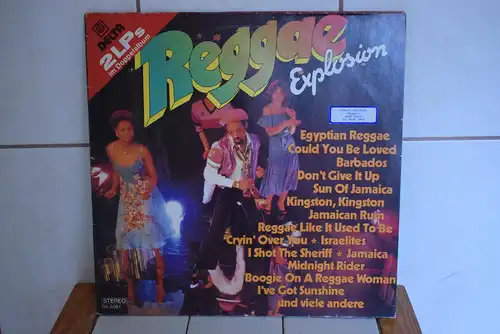 DELTA
2LPs
im Doppelalbum
Reggae
Explosion
Egyptian Reggae
Could You Be Loved
Barbados
Don't Give It Up
Sun Of Jamaica
Kingston, Kingston
Jamaican Rum
Reggae Like It Used To Be
Cryin' Over You ★ Israelites
I Shot The Sheriff ★ Jamaica
Midnight Rider
Boogie On A Reggae Woman
I've Got Sunshine
und viele andere
STEREO